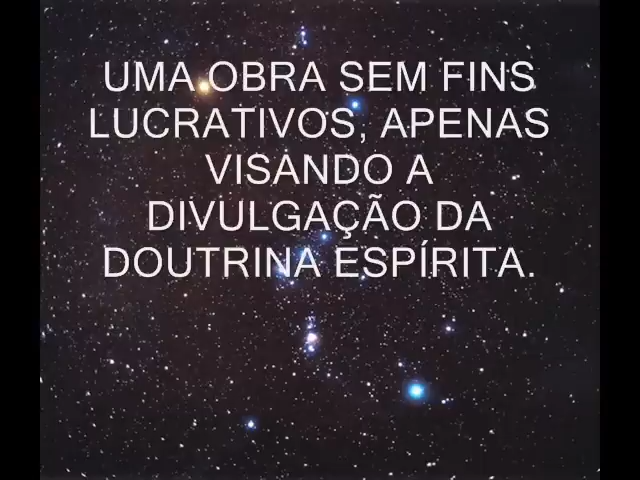 UMA OBRA SEM FINS
LUCRATIVOS, APENAS
VISANDO A
DIVULGAÇÃO DA
DOUTRINA ESPÍRITA.